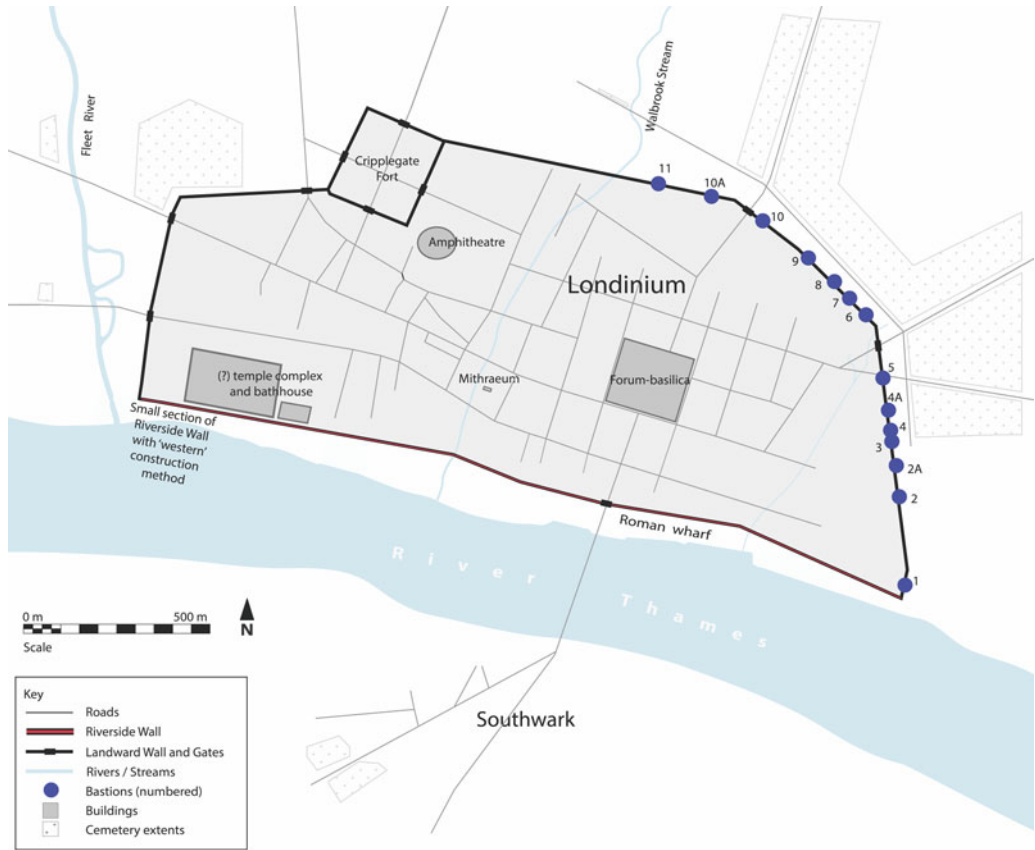 Fleet River
Walbrook Stream
Cripplegate
Fort
11
10A
10
Amphitheatre
9
Londinium
8
7
6
(?) temple complex
and bathhouse
Mithraeum
Forum-basilica
5
4A
4
3
2A
2
1
Small section of
Riverside Wall
with 'western'
construction
method
Roman wharf
River Thames
0 m
500 m
N
Scale
Southwark
Key
Roads
Riverside Wall
Landward Wall and Gates
Rivers / Streams
Bastions (numbered)
Buildings
Cemetery extents